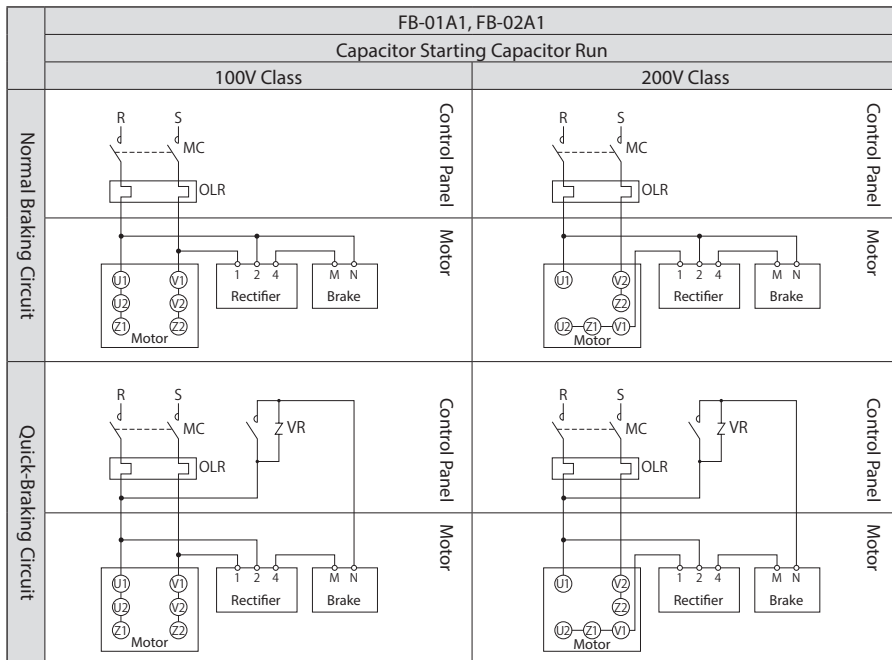 FB-01A1, FB-02A1
Capacitor Starting Capacitor Run
100V Class
200V Class
Normal Braking Circuit
R S
MC
OLR
Control Panel
R S
MC
OLR
Control Panel
U1 V1
U2 V2
Z1 Z2
Motor
1 2 4
Rectifier
M N
Brake
Motor
U1 V2
Z2
U2 Z1 V1
Motor
1 2 4
Rectifier
M N
Brake
Motor
Quick-Braking Circuit
R S
MC
VR
OLR
Control Panel
R S
MC
VR
OLR
Control Panel
U1 V1
U2 V2
Z1 Z2
Motor
1 2 4
Rectifier
M N
Brake
Motor
U1 V2
Z2
U2 Z1 V1
Motor
1 2 4
Rectifier
M N
Brake
Motor